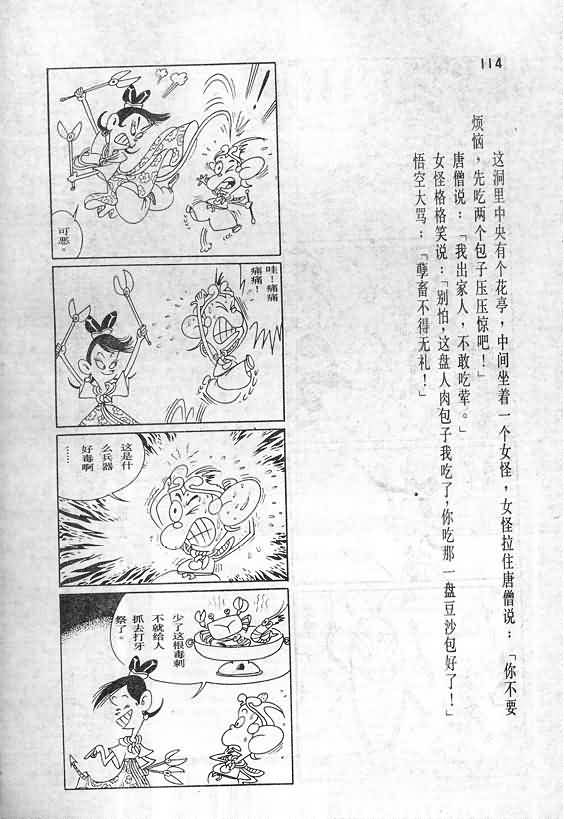 114
这洞里中央有个花亭，中间坐着一个女怪，女怪拉住唐僧说：「你不要
烦恼，先吃两个包子压压惊吧！」
唐僧说：「我出家人，不敢吃荤。」
女怪格格笑说：「别怕，这盘人肉包子我吃了，你吃那一盘豆沙包好了！」
悟空大骂：「孽畜不得无礼！」
！
可恶。
哇！痛痛
痛痛！
这是什
么兵器
好毒啊
……
少了这根毒刺
不就给人
抓去打牙
祭了。